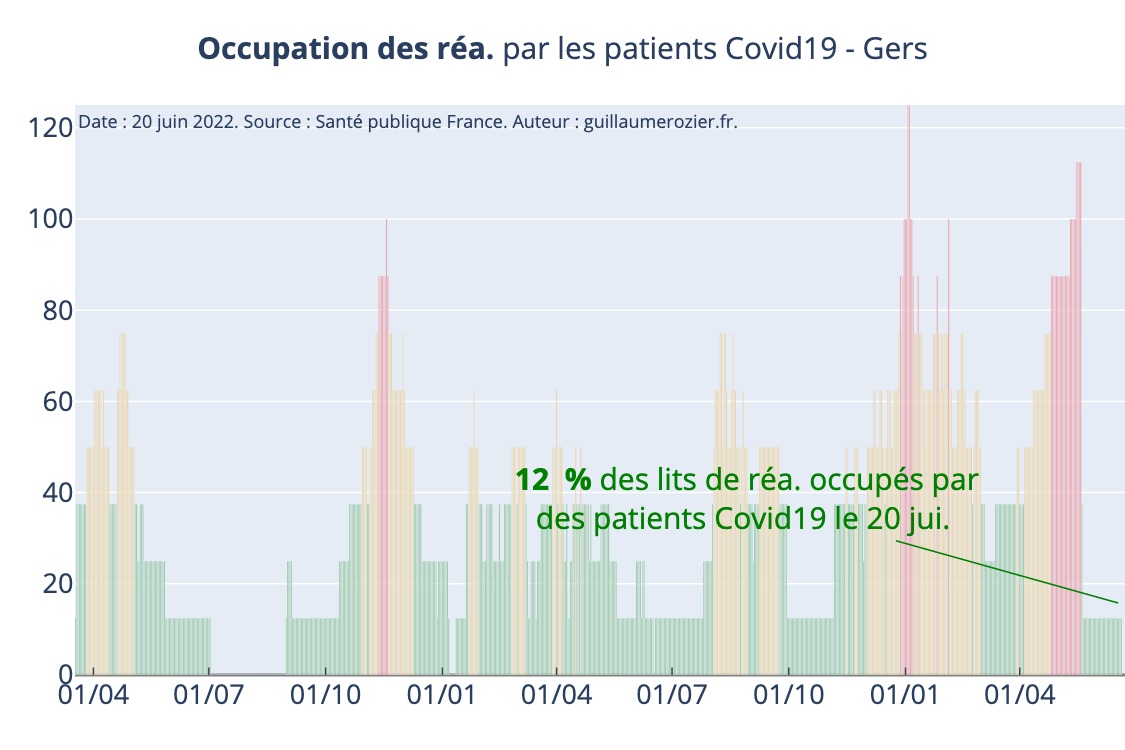 Occupation des réa. par les patients Covid19 - Gers
Date : 20 juin 2022. Source : Santé publique France. Auteur : guillaumerozier.fr.
120
100
80
60
40
20
0
12 % des lits de réa. occupés par
des patients Covid19 le 20 jui.
01/04 01/07 01/10 01/01 01/04 01/07 01/10 01/01 01/04